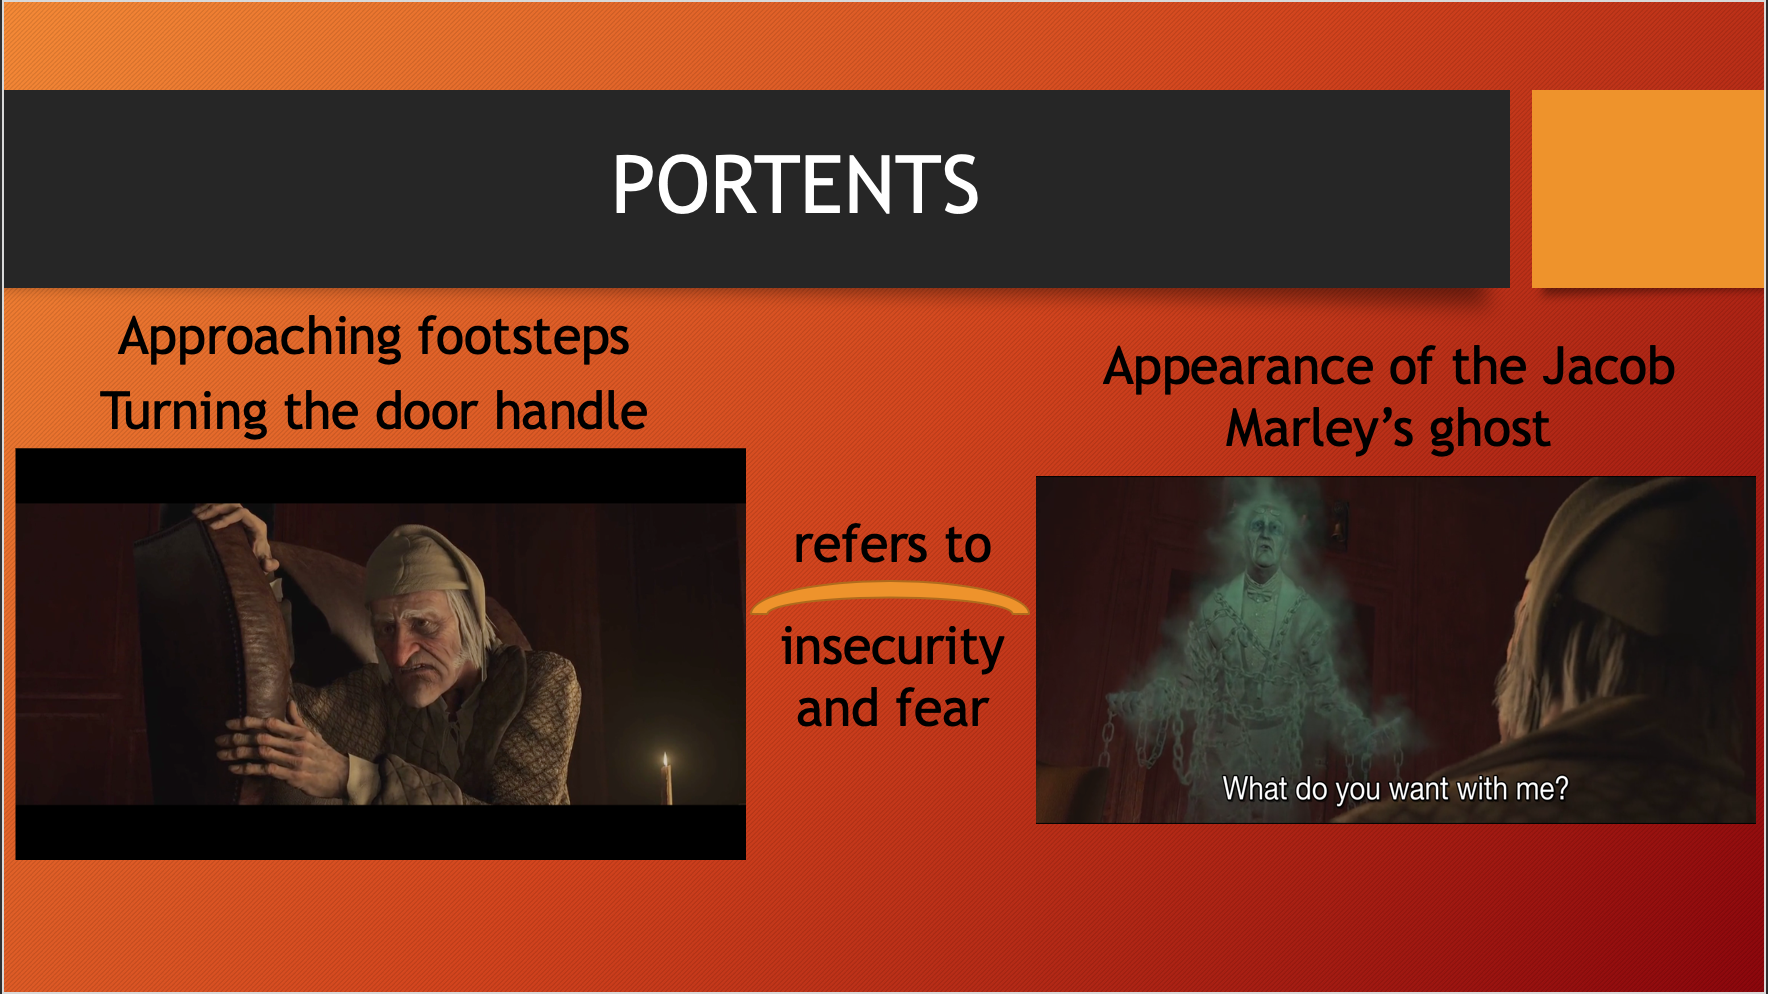 PORTENTS
Approaching footsteps
Turning the door handle
refers to
insecurity
and fear
Appearance of the Jacob
Marley’s ghost
What do you want with me?